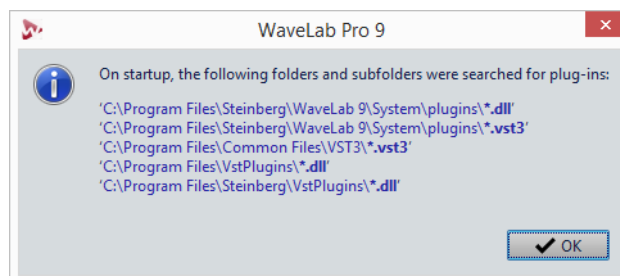 WaveLab Pro 9
On startup, the following folders and subfolders were searched for plug-ins:
'C:\Program Files\Steinberg\WaveLab 9\System\plugins\*.dll'
'C:\Program Files\Steinberg\WaveLab 9\System\plugins\*.vst3'
'C:\Program Files\Common Files\VST3\*.vst3'
'C:\Program Files\VstPlugins\*.dll'
'C:\Program Files\Steinberg\VstPlugins\*.dll'
OK